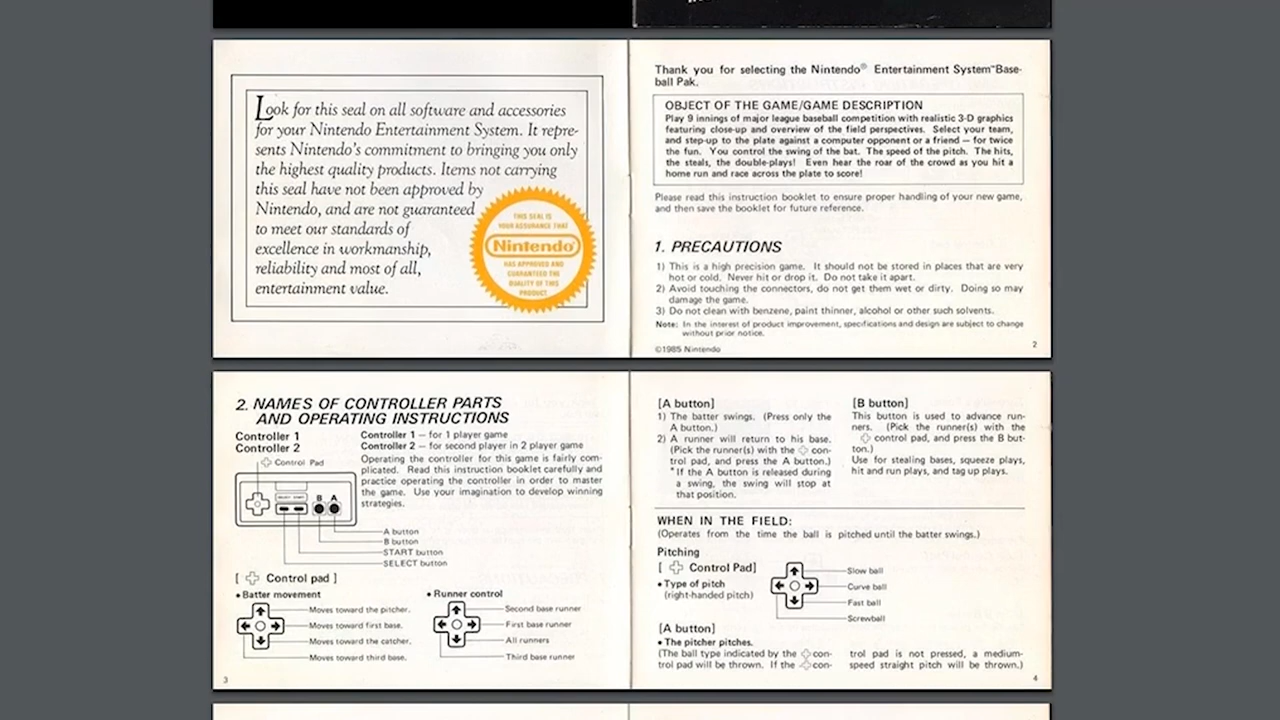 Look for this seal on all software and accessories
for your Nintendo Entertainment System. It repre-
sents Nintendo's commitment to bringing you only
the highest quality products. Items not carrying
this seal have not been approved by
Nintendo, and are not guaranteed
to meet our standards of
excellence in workmanship,
reliability and most of all,
entertainment value.
THIS SEAL IS
YOUR ASSURANCE THAT
Nintendo®
HAS APPROVED AND
GUARANTEED THE
QUALITY OF THIS
PRODUCT.
Thank you for selecting the Nintendo® Entertainment System™Base-
ball Pak.
OBJECT OF THE GAME/GAME DESCRIPTION
Play 9 innings of major league baseball competition with realistic 3-D graphics
featuring close-up and overview of the field perspectives. Select your team,
and step-up to the plate against a computer opponent or a friend — for twice
the fun. You control the swing of the bat. The speed of the pitch. The hits,
the steals, the double-plays! Even hear the roar of the crowd as you hit a
home run and race across the plate to score!
Please read this instruction booklet to ensure proper handling of your new game,
and then save the booklet for future reference.
1. PRECAUTIONS
1) This is a high precision game. It should not be stored in places that are very
hot or cold. Never hit or drop it. Do not take it apart.
2) Avoid touching the connectors, do not get them wet or dirty. Doing so may
damage the game.
3) Do not clean with benzene, paint thinner, alcohol or other such solvents.
Note: In the interest of product improvement, specifications and design are subject to change
without prior notice.
©1985 Nintendo
2
2. NAMES OF CONTROLLER PARTS
AND OPERATING INSTRUCTIONS
Controller 1
Controller 2
Control Pad
SELECT START
B A
Controller 1 — for 1 player game
Controller 2 — for second player in 2 player game
Operating the controller for this game is fairly com-
plicated. Read this instruction booklet carefully and
practice operating the controller in order to master
the game. Use your imagination to develop winning
strategies.
A button
B button
START button
SELECT button
[ Control pad ]
• Batter movement
Moves toward the pitcher.
Moves toward first base.
Moves toward the catcher.
Moves toward third base.
• Runner control
Second base runner
First base runner
All runners
Third base runner
3
[A button]
1) The batter swings. (Press only the
A button.)
2) A runner will return to his base.
(Pick the runner(s) with the con-
trol pad, and press the A button.)
*If the A button is released during
a swing, the swing will stop at
that position.
[B button]
This button is used to advance run-
ners. (Pick the runner(s) with the
control pad, and press the B but-
ton.)
Use for stealing bases, squeeze plays,
hit and run plays, and tag up plays.
WHEN IN THE FIELD:
(Operates from the time the ball is pitched until the batter swings.)
Pitching
[ Control Pad]
• Type of pitch
(right-handed pitch)
Slow ball
Curve ball
Fast ball
Screwball
[A button]
• The pitcher pitches.
(The ball type indicated by the con-
trol pad will be thrown. If the con-
trol pad is not pressed, a medium-
speed straight pitch will be thrown.)
4